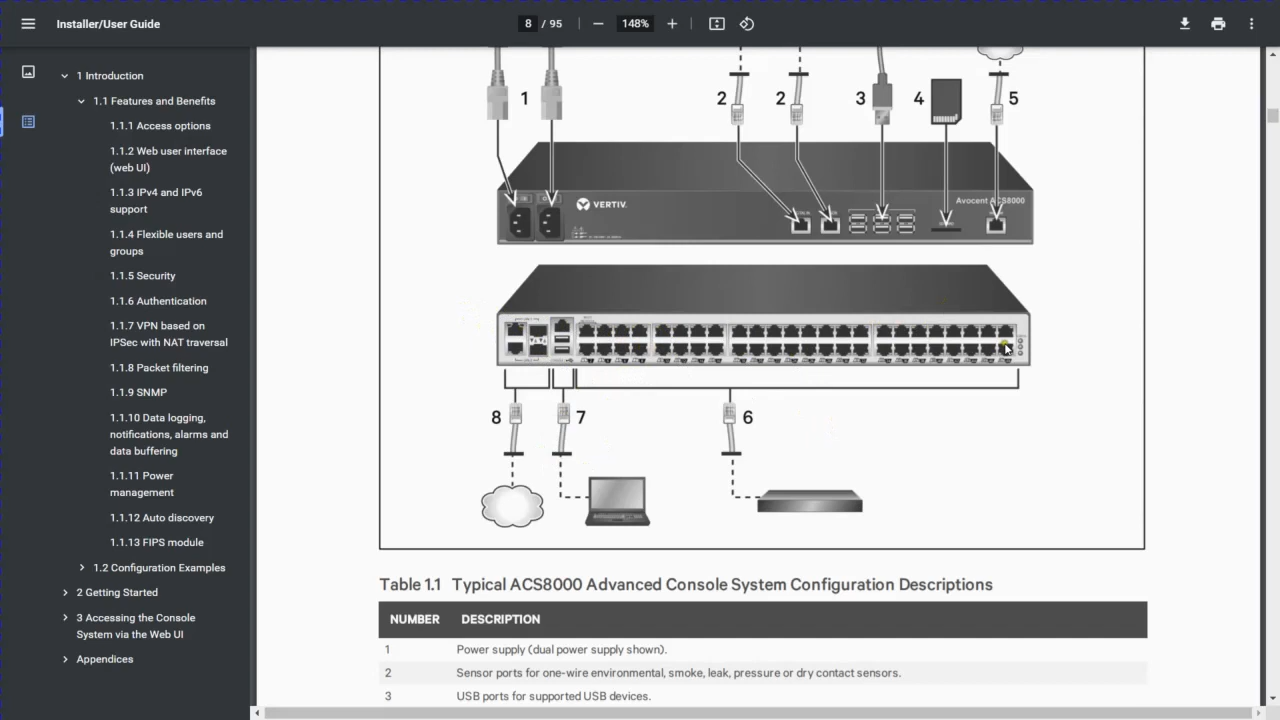 Installer/User Guide
8 / 95
148%
1 Introduction
1.1 Features and Benefits
1.1.1 Access options
1.1.2 Web user interface
(web UI)
1.1.3 IPv4 and IPv6
support
1.1.4 Flexible users and
groups
1.1.5 Security
1.1.6 Authentication
1.1.7 VPN based on
IPSec with NAT traversal
1.1.8 Packet filtering
1.1.9 SNMP
1.1.10 Data logging,
notifications, alarms and
data buffering
1.1.11 Power
management
1.1.12 Auto discovery
1.1.13 FIPS module
1.2 Configuration Examples
2 Getting Started
3 Accessing the Console
System via the Web UI
Appendices
1 2 2 3 4 5
VERTIV.
Avocent ACS8000
8 7 6
Table 1.1 Typical ACS8000 Advanced Console System Configuration Descriptions
NUMBER DESCRIPTION
1 Power supply (dual power supply shown).
2 Sensor ports for one-wire environmental, smoke, leak, pressure or dry contact sensors.
3 USB ports for supported USB devices.